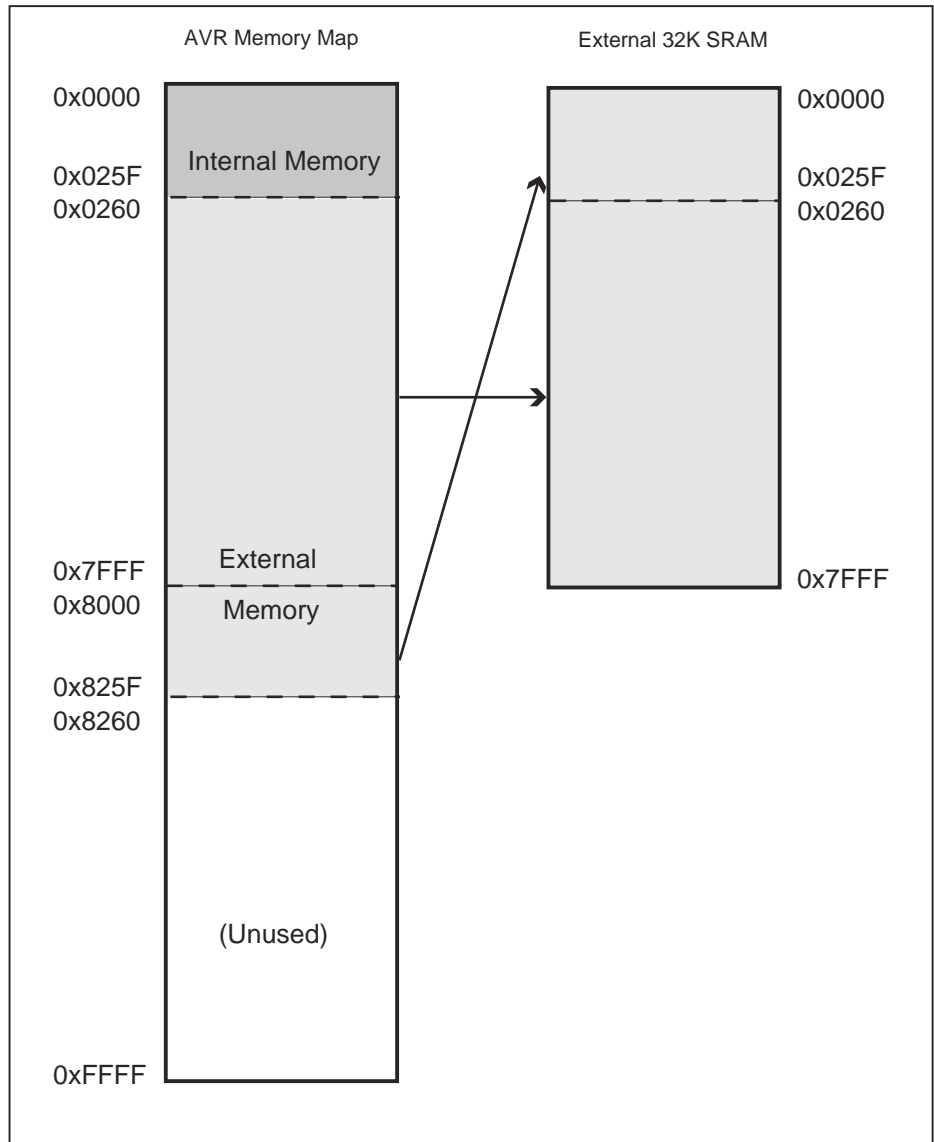 AVR Memory Map
External 32K SRAM
0x0000
Internal Memory
0x025F
0x0260
External
0x7FFF
0x8000
Memory
0x825F
0x8260
(Unused)
0xFFFF
0x0000
0x025F
0x0260
0x7FFF